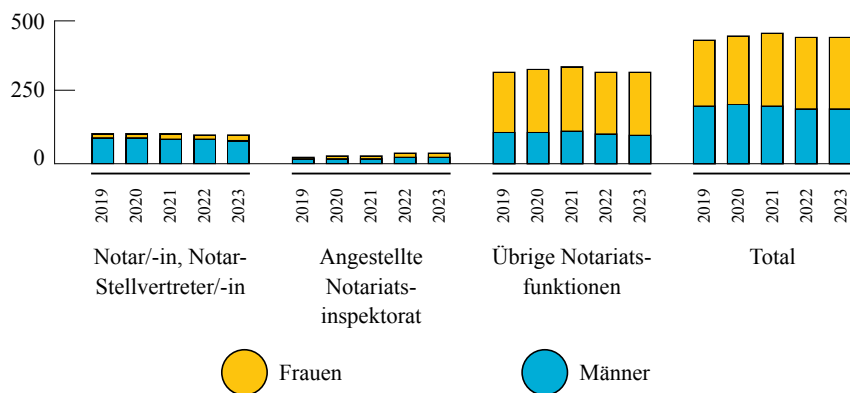 500
250
0
2019 2020 2021 2022 2023 2019 2020 2021 2022 2023 2019 2020 2021 2022 2023 2019 2020 2021 2022 2023
Notar/-in, Notar- Angestellte Übrige Notariats- Total
Stellvertreter/-in Notariats- funktionen
inspektorat
Frauen Männer